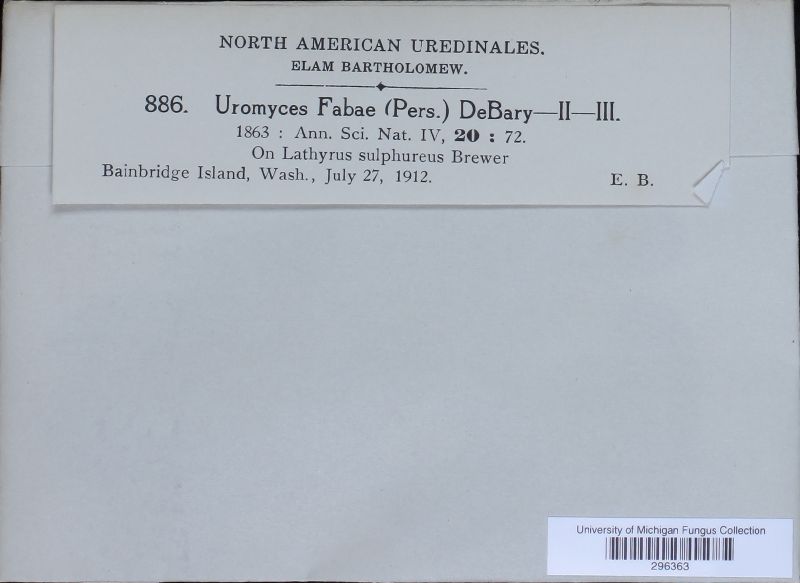 NORTH AMERICAN UREDINALES.
ELAM BARTHOLOMEW.
886. Uromyces Fabae (Pers.) DeBary—II—III.
1863 : Ann. Sci. Nat. IV, 20 : 72.
On Lathyrus sulphureus Brewer
Bainbridge Island, Wash., July 27, 1912. E. B.
University of Michigan Fungus Collection
296363